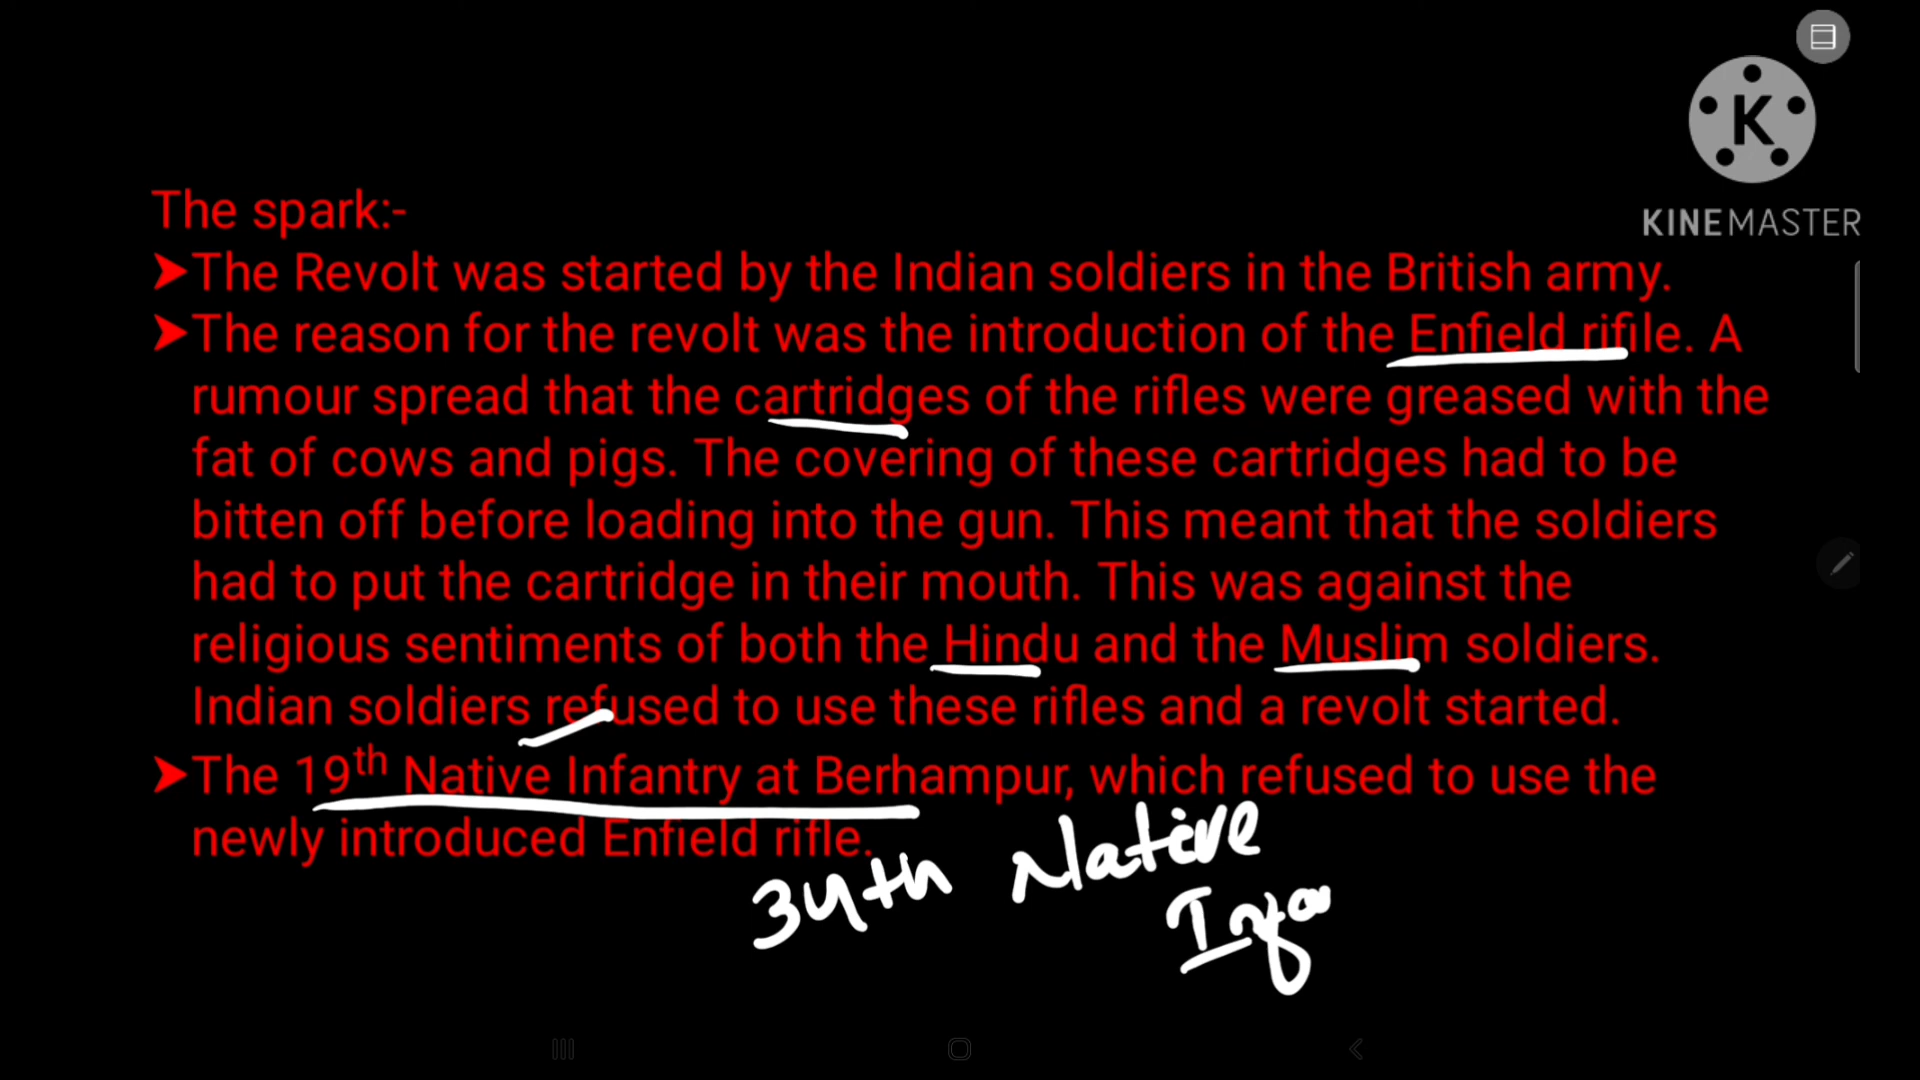 K
KINEMASTER
The spark:-
➤The Revolt was started by the Indian soldiers in the British army.
➤The reason for the revolt was the introduction of the Enfield rifile. A
rumour spread that the cartridges of the rifles were greased with the
fat of cows and pigs. The covering of these cartridges had to be
bitten off before loading into the gun. This meant that the soldiers
had to put the cartridge in their mouth. This was against the
religious sentiments of both the Hindu and the Muslim soldiers.
Indian soldiers refused to use these rifles and a revolt started.
➤The 19th Native Infantry at Berhampur, which refused to use the
newly introduced Enfield rifle.
34th Native
Infa